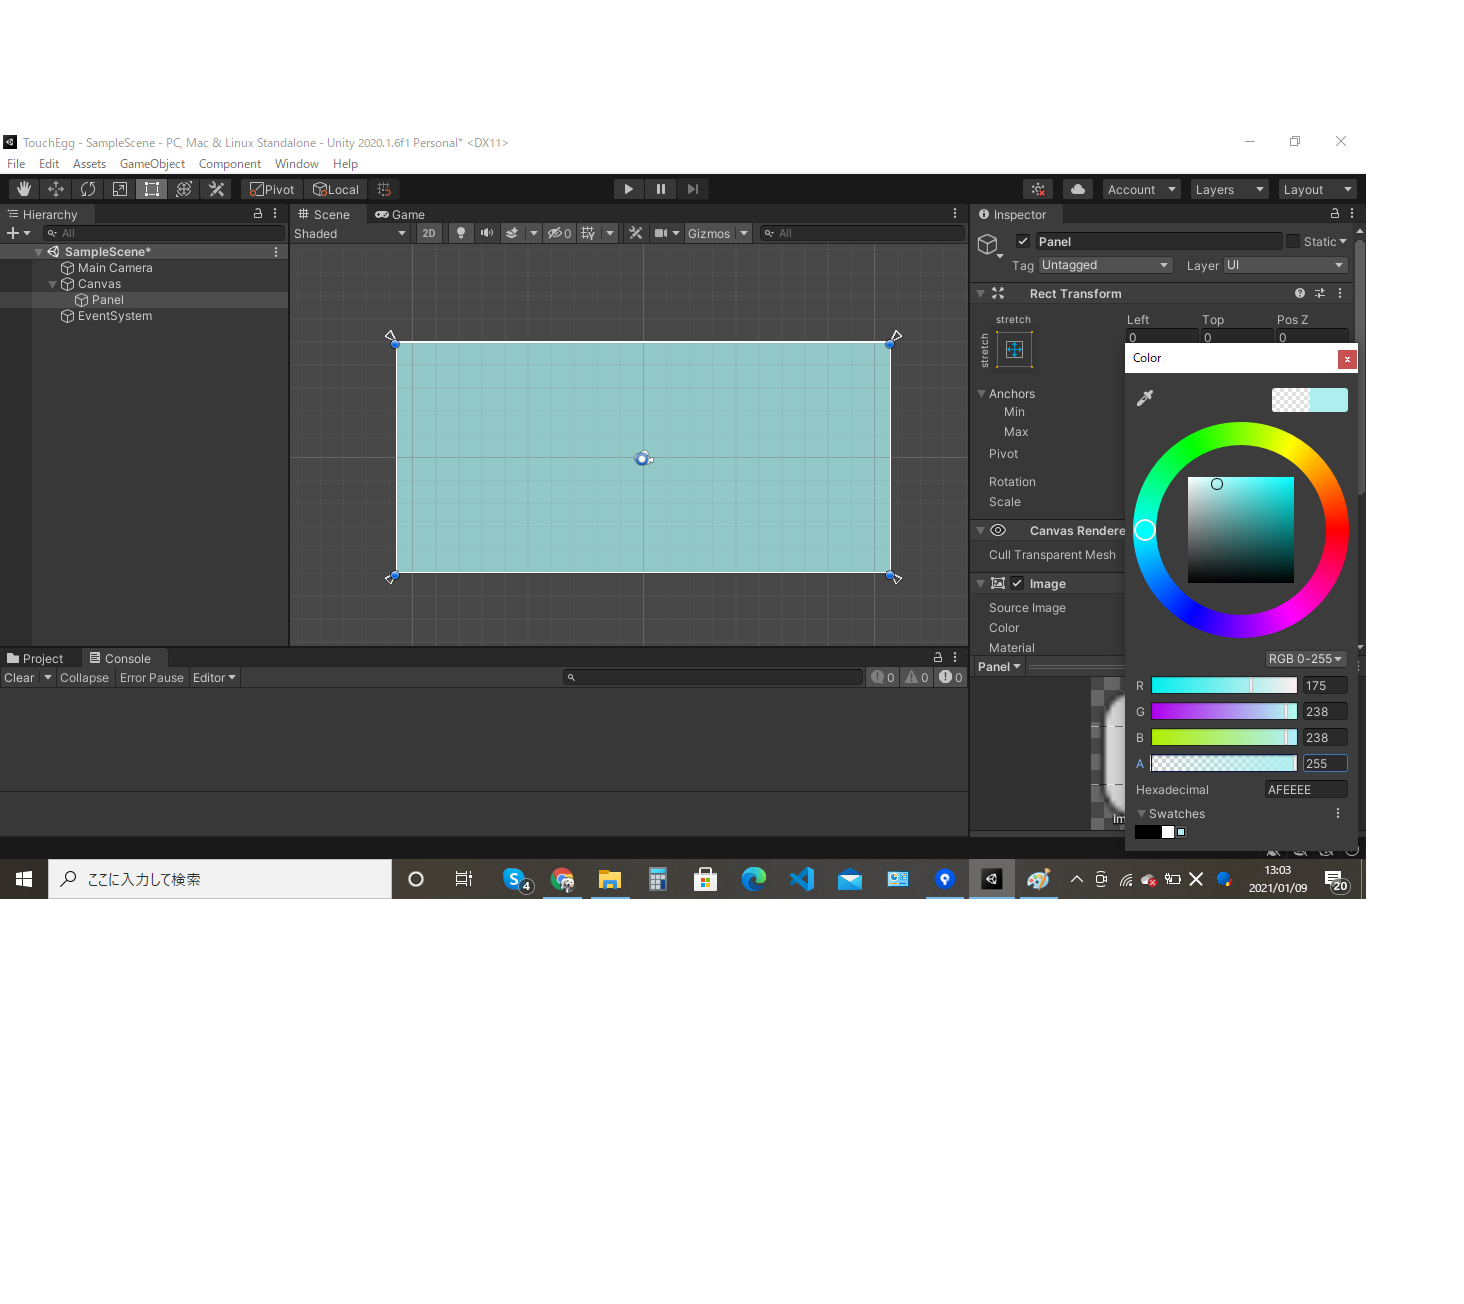 TouchEgg - SampleScene - PC, Mac & Linux Standalone - Unity 2020.1.6f1 Personal* <DX11>
File Edit Assets GameObject Component Window Help
Pivot Local Account Layers Layout
Hierarchy
All
SampleScene*
Main Camera
Canvas
Panel
EventSystem
Scene Game
Shaded 2D 0 Gizmos All
Inspector
Panel Static
Tag Untagged Layer UI
Rect Transform
stretch
stretch
Left Top Pos Z
0 0 0
Anchors
Min
Max
Pivot
Rotation
Scale
Canvas Rendere
Cull Transparent Mesh
Image
Source Image
Color
Material
Panel
Im
Color
x
RGB 0-255
R 175
G 238
B 238
A 255
Hexadecimal AFEEEE
Swatches
Project Console
Clear Collapse Error Pause Editor 0 0 0
ここに入力して検索
S 4
13:03
2021/01/09
20